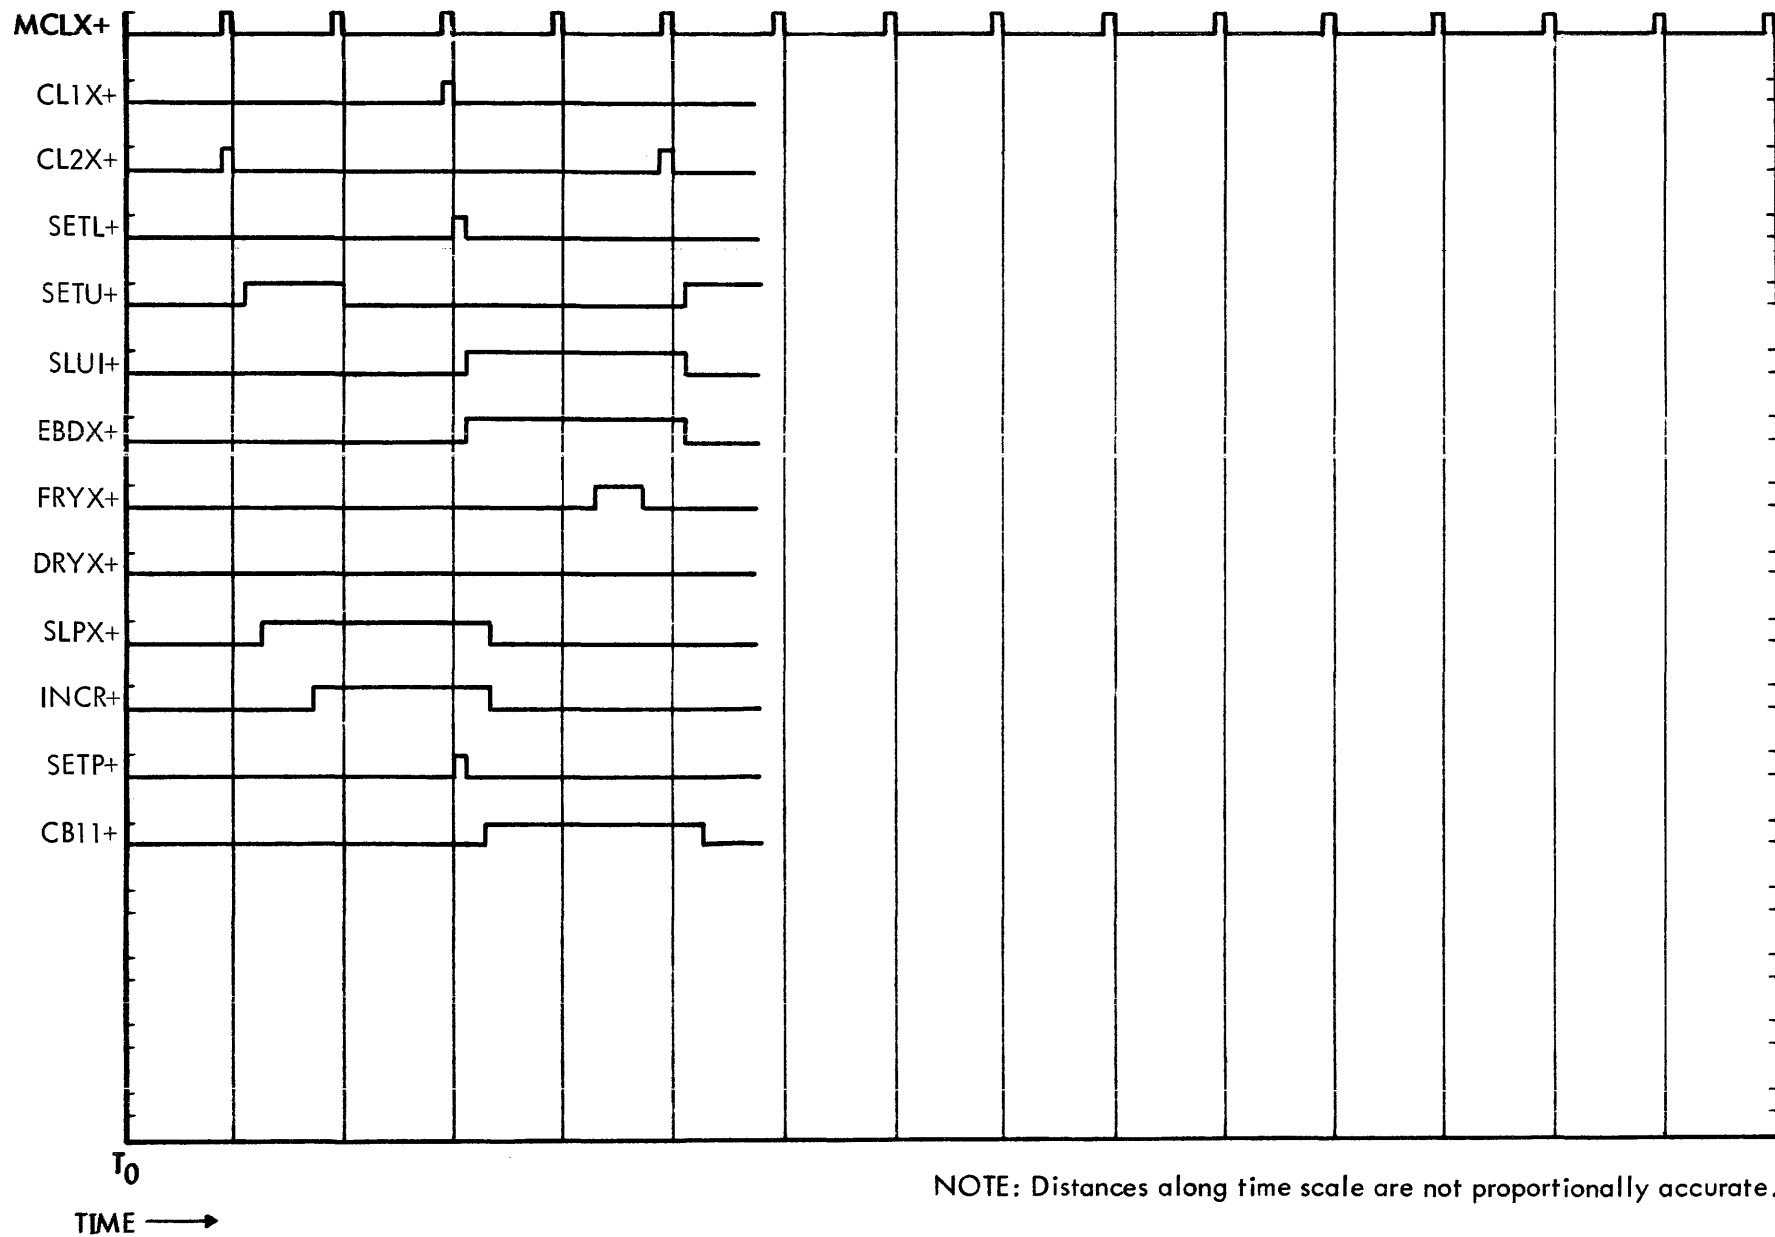 MCLX+
CL1X+
CL2X+
SETL+
SETU+
SLUI+
EBDX+
FRYX+
DRYX+
SLPX+
INCR+
SETP+
CB11+
T0
NOTE: Distances along time scale are not proportionally accurate.
TIME